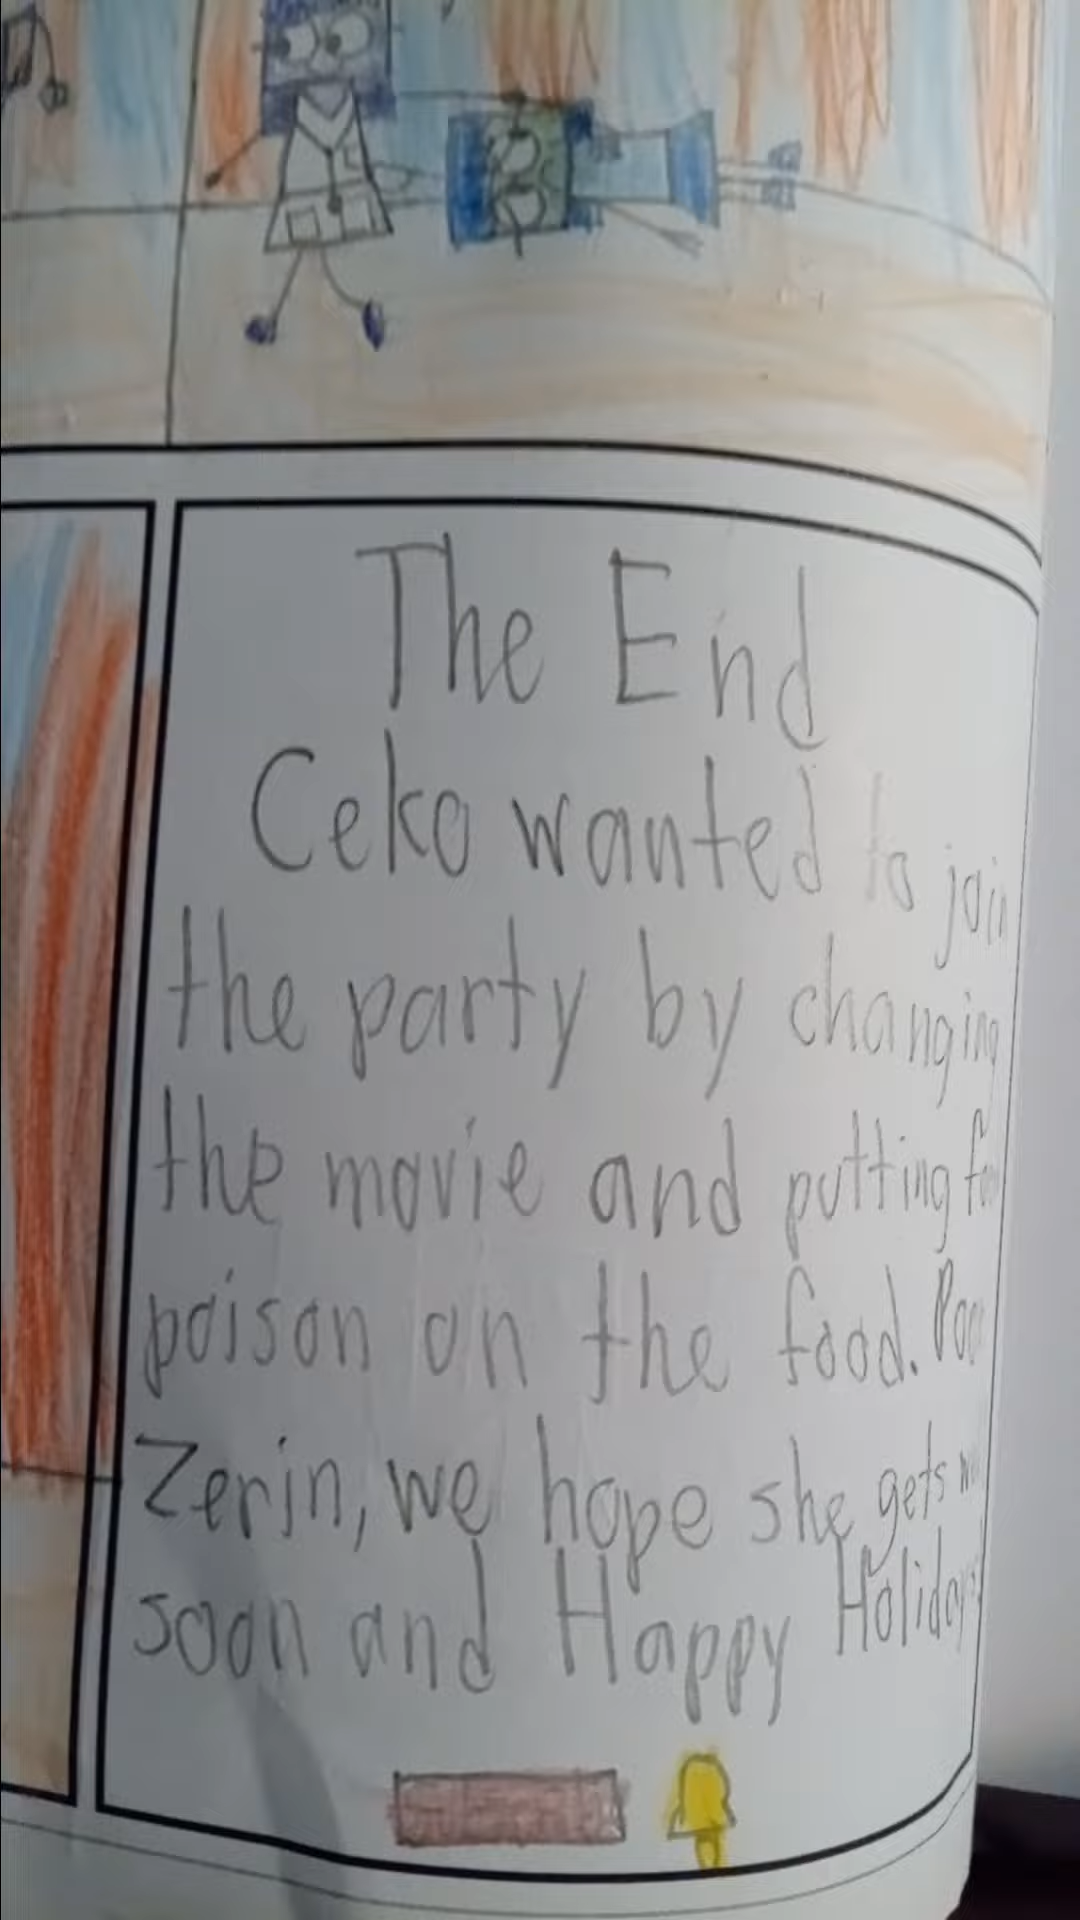 The End
Ceko wanted to join
the party by changing
the movie and putting
poison on the food. Poor
Zerin, we hope she gets
soon and Happy Holidays